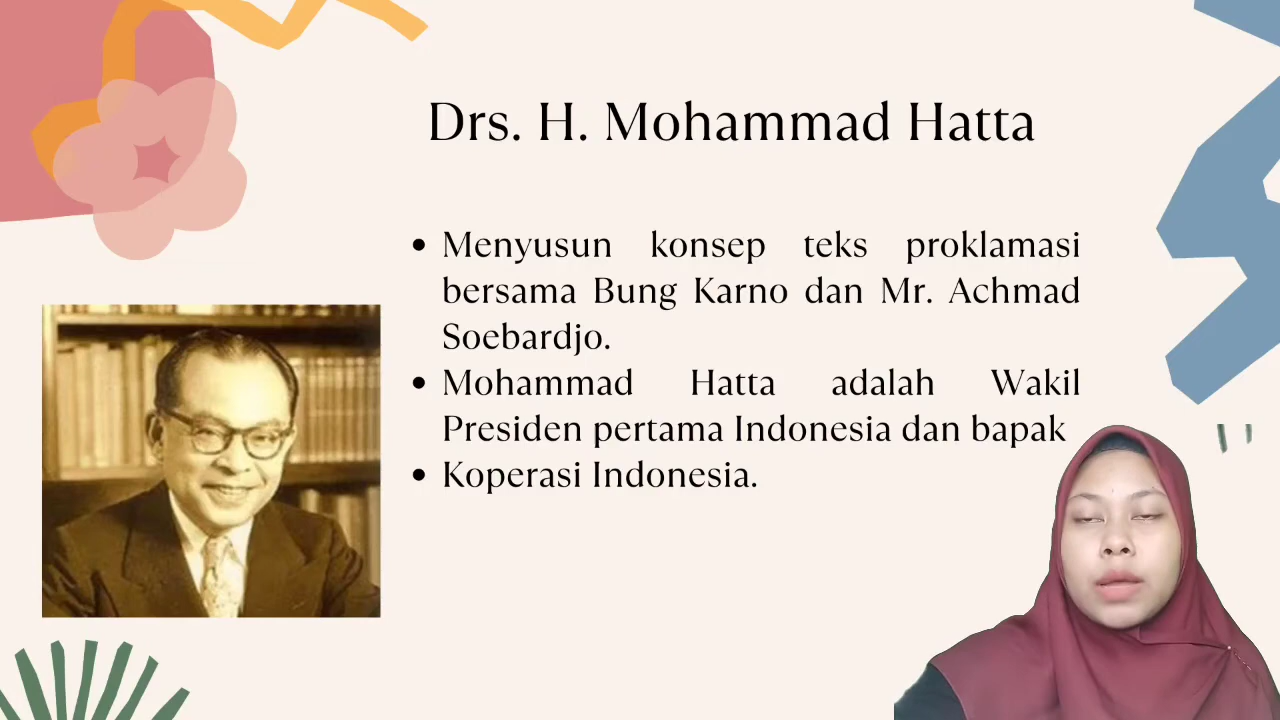 Drs. H. Mohammad Hatta
• Menyusun konsep teks proklamasi
bersama Bung Karno dan Mr. Achmad
Soebardjo.
• Mohammad Hatta adalah Wakil
Presiden pertama Indonesia dan bapak
• Koperasi Indonesia.